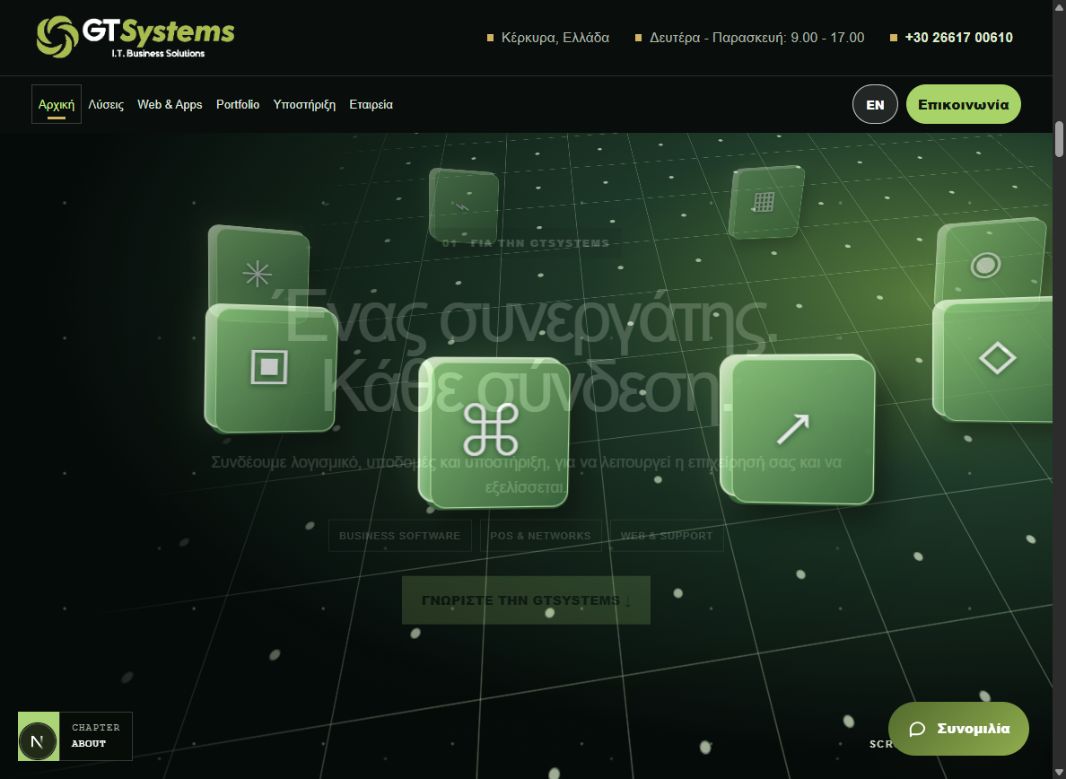 GTSystems
I.T. Business Solutions
Κέρκυρα, Ελλάδα
Δευτέρα - Παρασκευή: 9.00 - 17.00
+30 26617 00610
Αρχική
Λύσεις
Web & Apps
Portfolio
Υποστήριξη
Εταιρεία
EN
Επικοινωνία
01 ΓΙΑ ΤΗΝ GTSYSTEMS
Ένας συνεργάτης.
Κάθε σύνδεση.
Συνδέουμε λογισμικό, υποδομές και υποστήριξη, για να λειτουργεί η επιχείρησή σας και να
εξελίσσεται.
BUSINESS SOFTWARE
POS & NETWORKS
WEB & SUPPORT
ΓΝΩΡΙΣΤΕ ΤΗΝ GTSYSTEMS ↓
N
CHAPTER
ABOUT
SCR
Συνομιλία